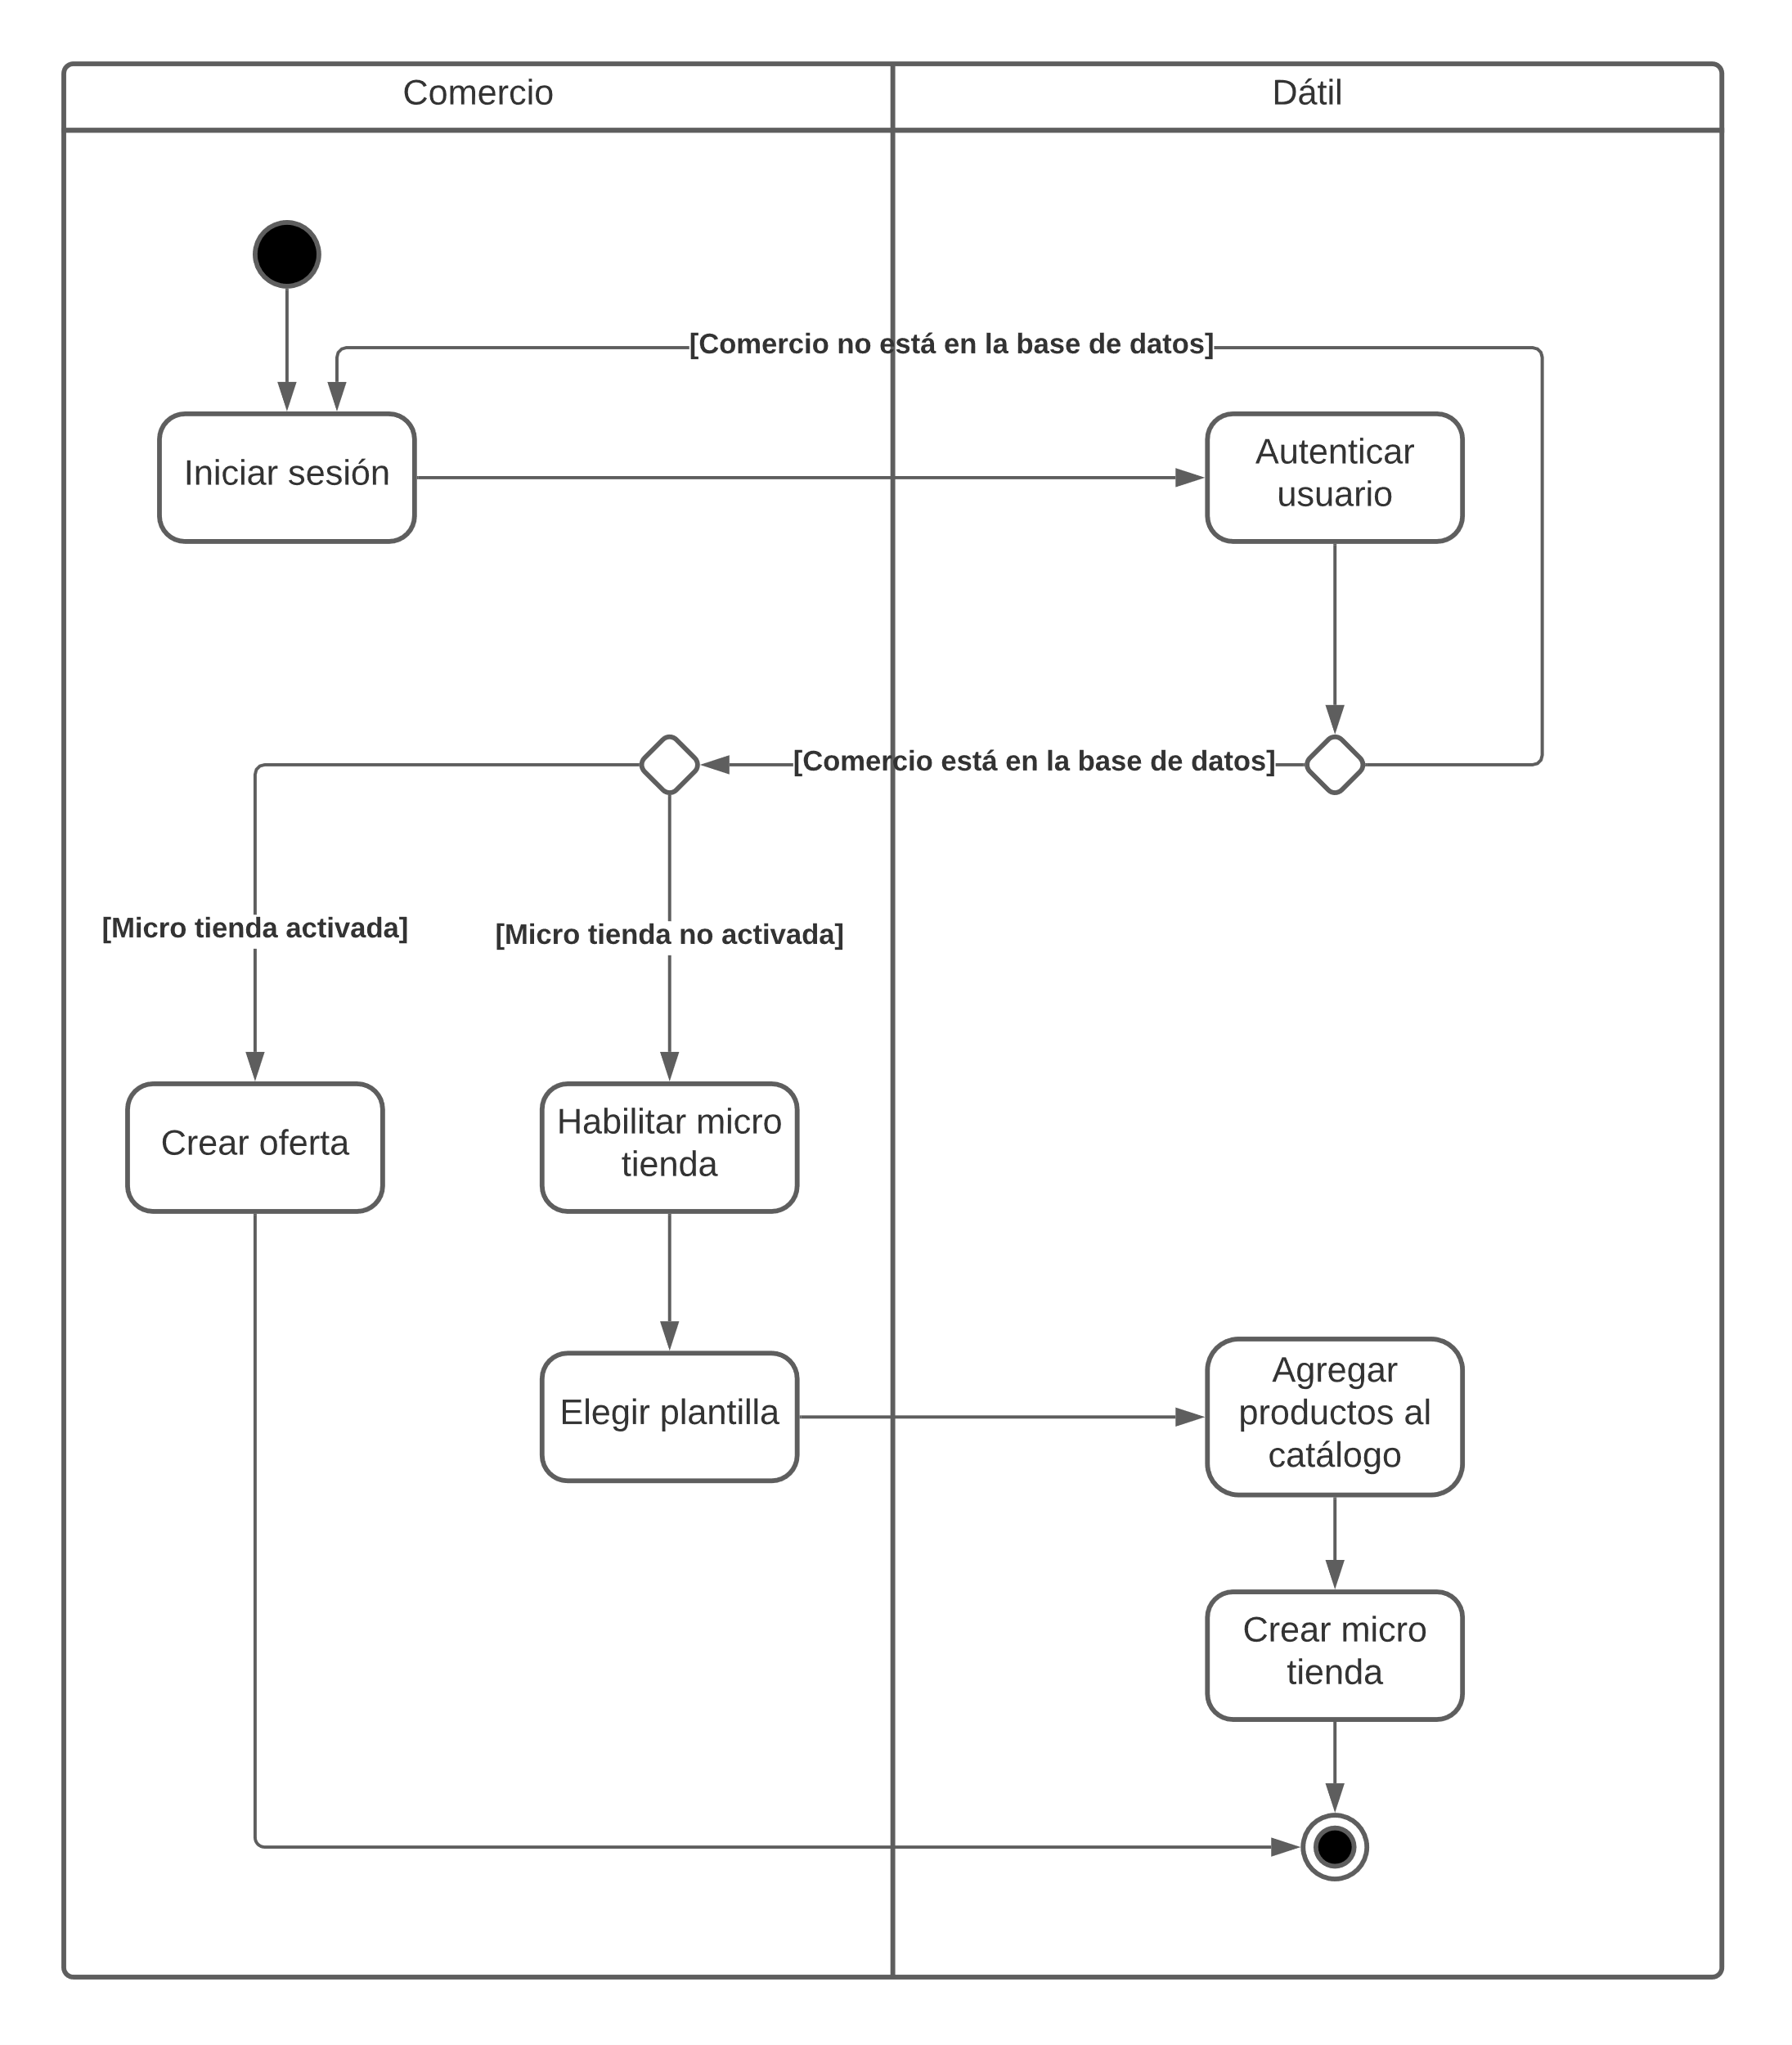 Comercio
Dátil
[Comercio no está en la base de datos]
Iniciar sesión
Autenticar
usuario
[Comercio está en la base de datos]
[Micro tienda activada]
[Micro tienda no activada]
Crear oferta
Habilitar micro
tienda
Elegir plantilla
Agregar
productos al
catálogo
Crear micro
tienda